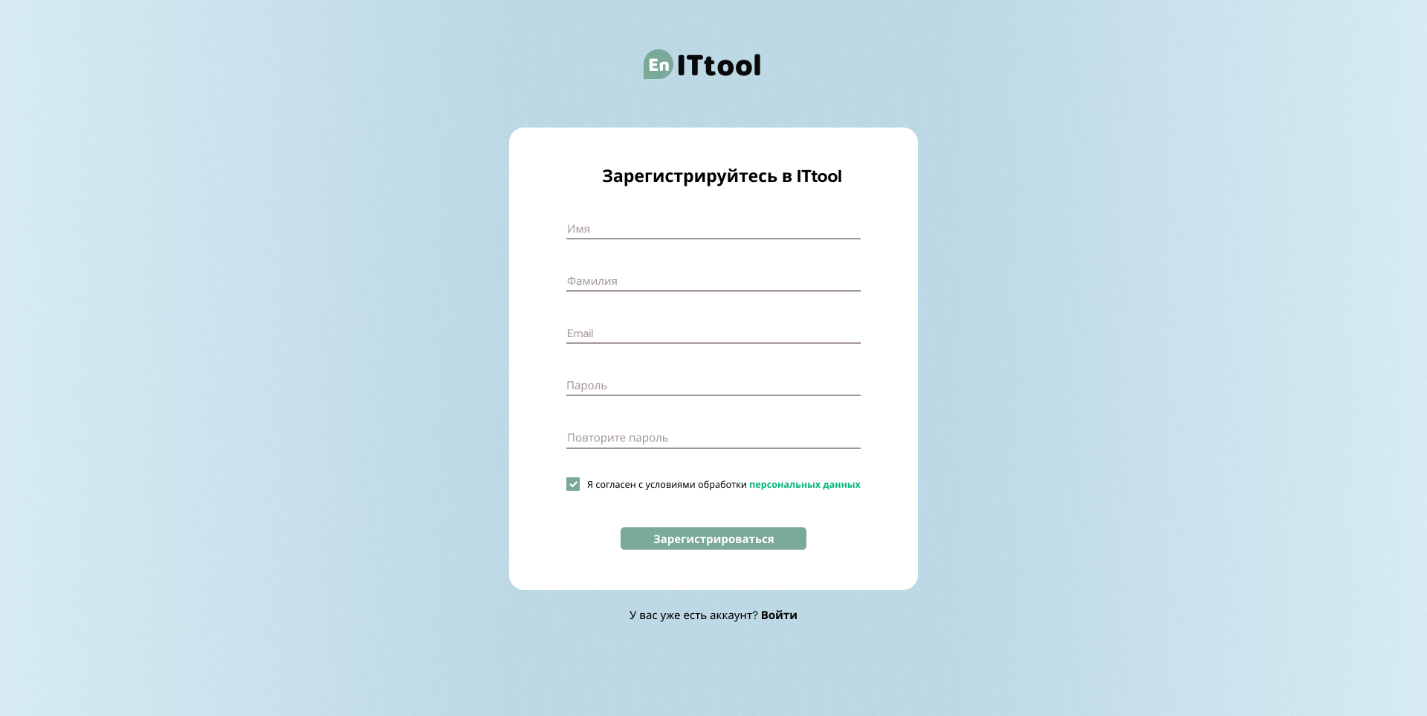 En ITtool
Зарегистрируйтесь в ITtool
Имя
Фамилия
Email
Пароль
Повторите пароль
Я согласен с условиями обработки персональных данных
Зарегистрироваться
У вас уже есть аккаунт? Войти